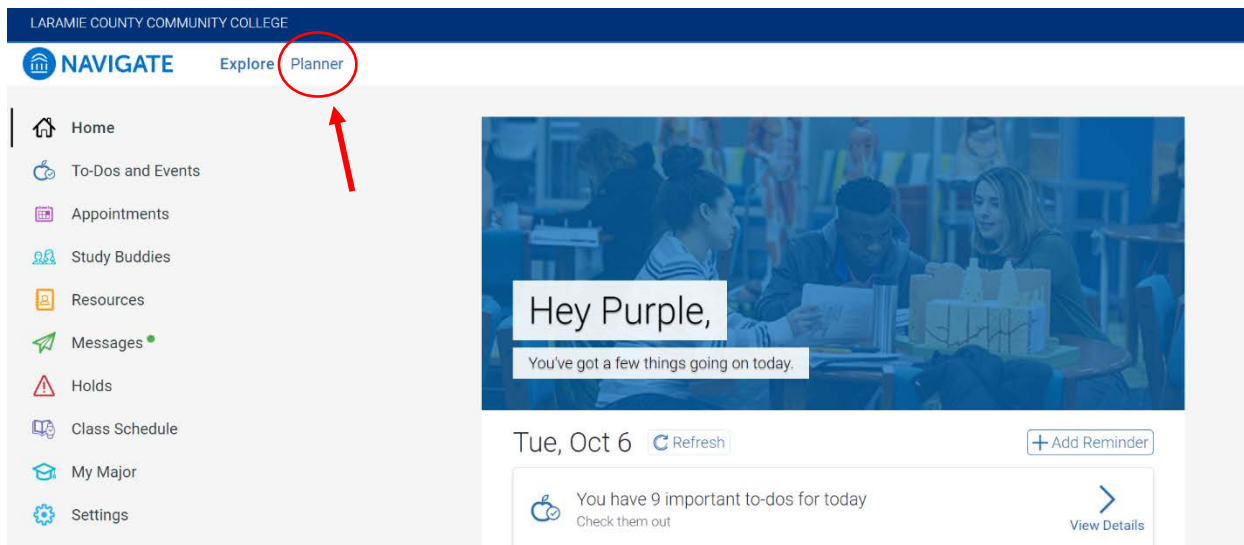 LARAMIE COUNTY COMMUNITY COLLEGE
NAVIGATE Explore Planner
Home
To-Dos and Events
Appointments
Study Buddies
Resources
Messages
Holds
Class Schedule
My Major
Settings
Hey Purple,
You've got a few things going on today.
Tue, Oct 6 Refresh + Add Reminder
You have 9 important to-dos for today
Check them out
View Details